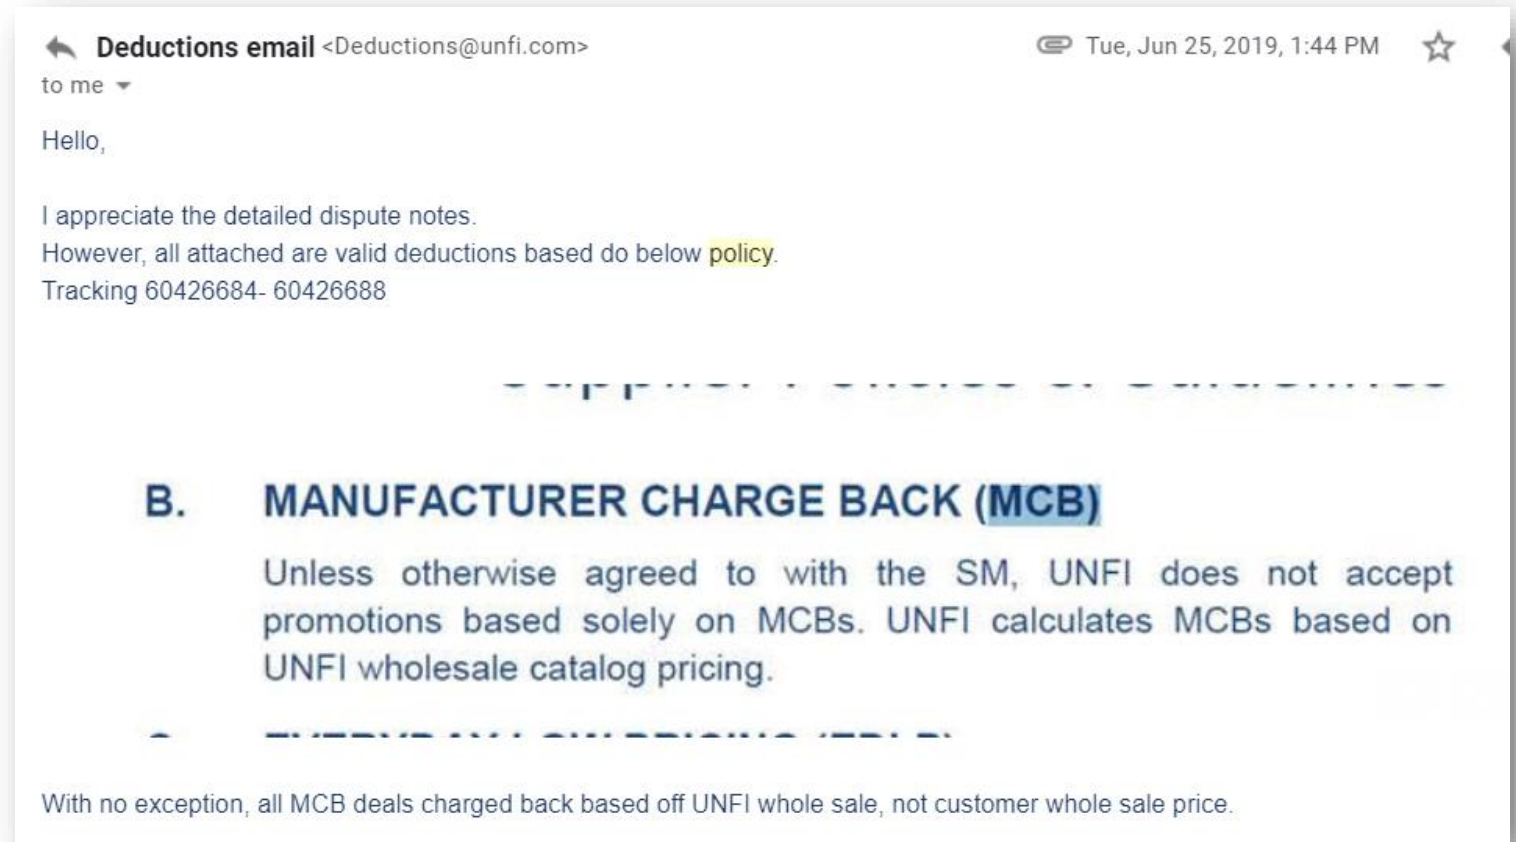 Deductions email <Deductions@unfi.com>
Tue, Jun 25, 2019, 1:44 PM
to me
Hello,
I appreciate the detailed dispute notes.
However, all attached are valid deductions based do below policy.
Tracking 60426684- 60426688
B. MANUFACTURER CHARGE BACK (MCB)
Unless otherwise agreed to with the SM, UNFI does not accept
promotions based solely on MCBs. UNFI calculates MCBs based on
UNFI wholesale catalog pricing.
With no exception, all MCB deals charged back based off UNFI whole sale, not customer whole sale price.